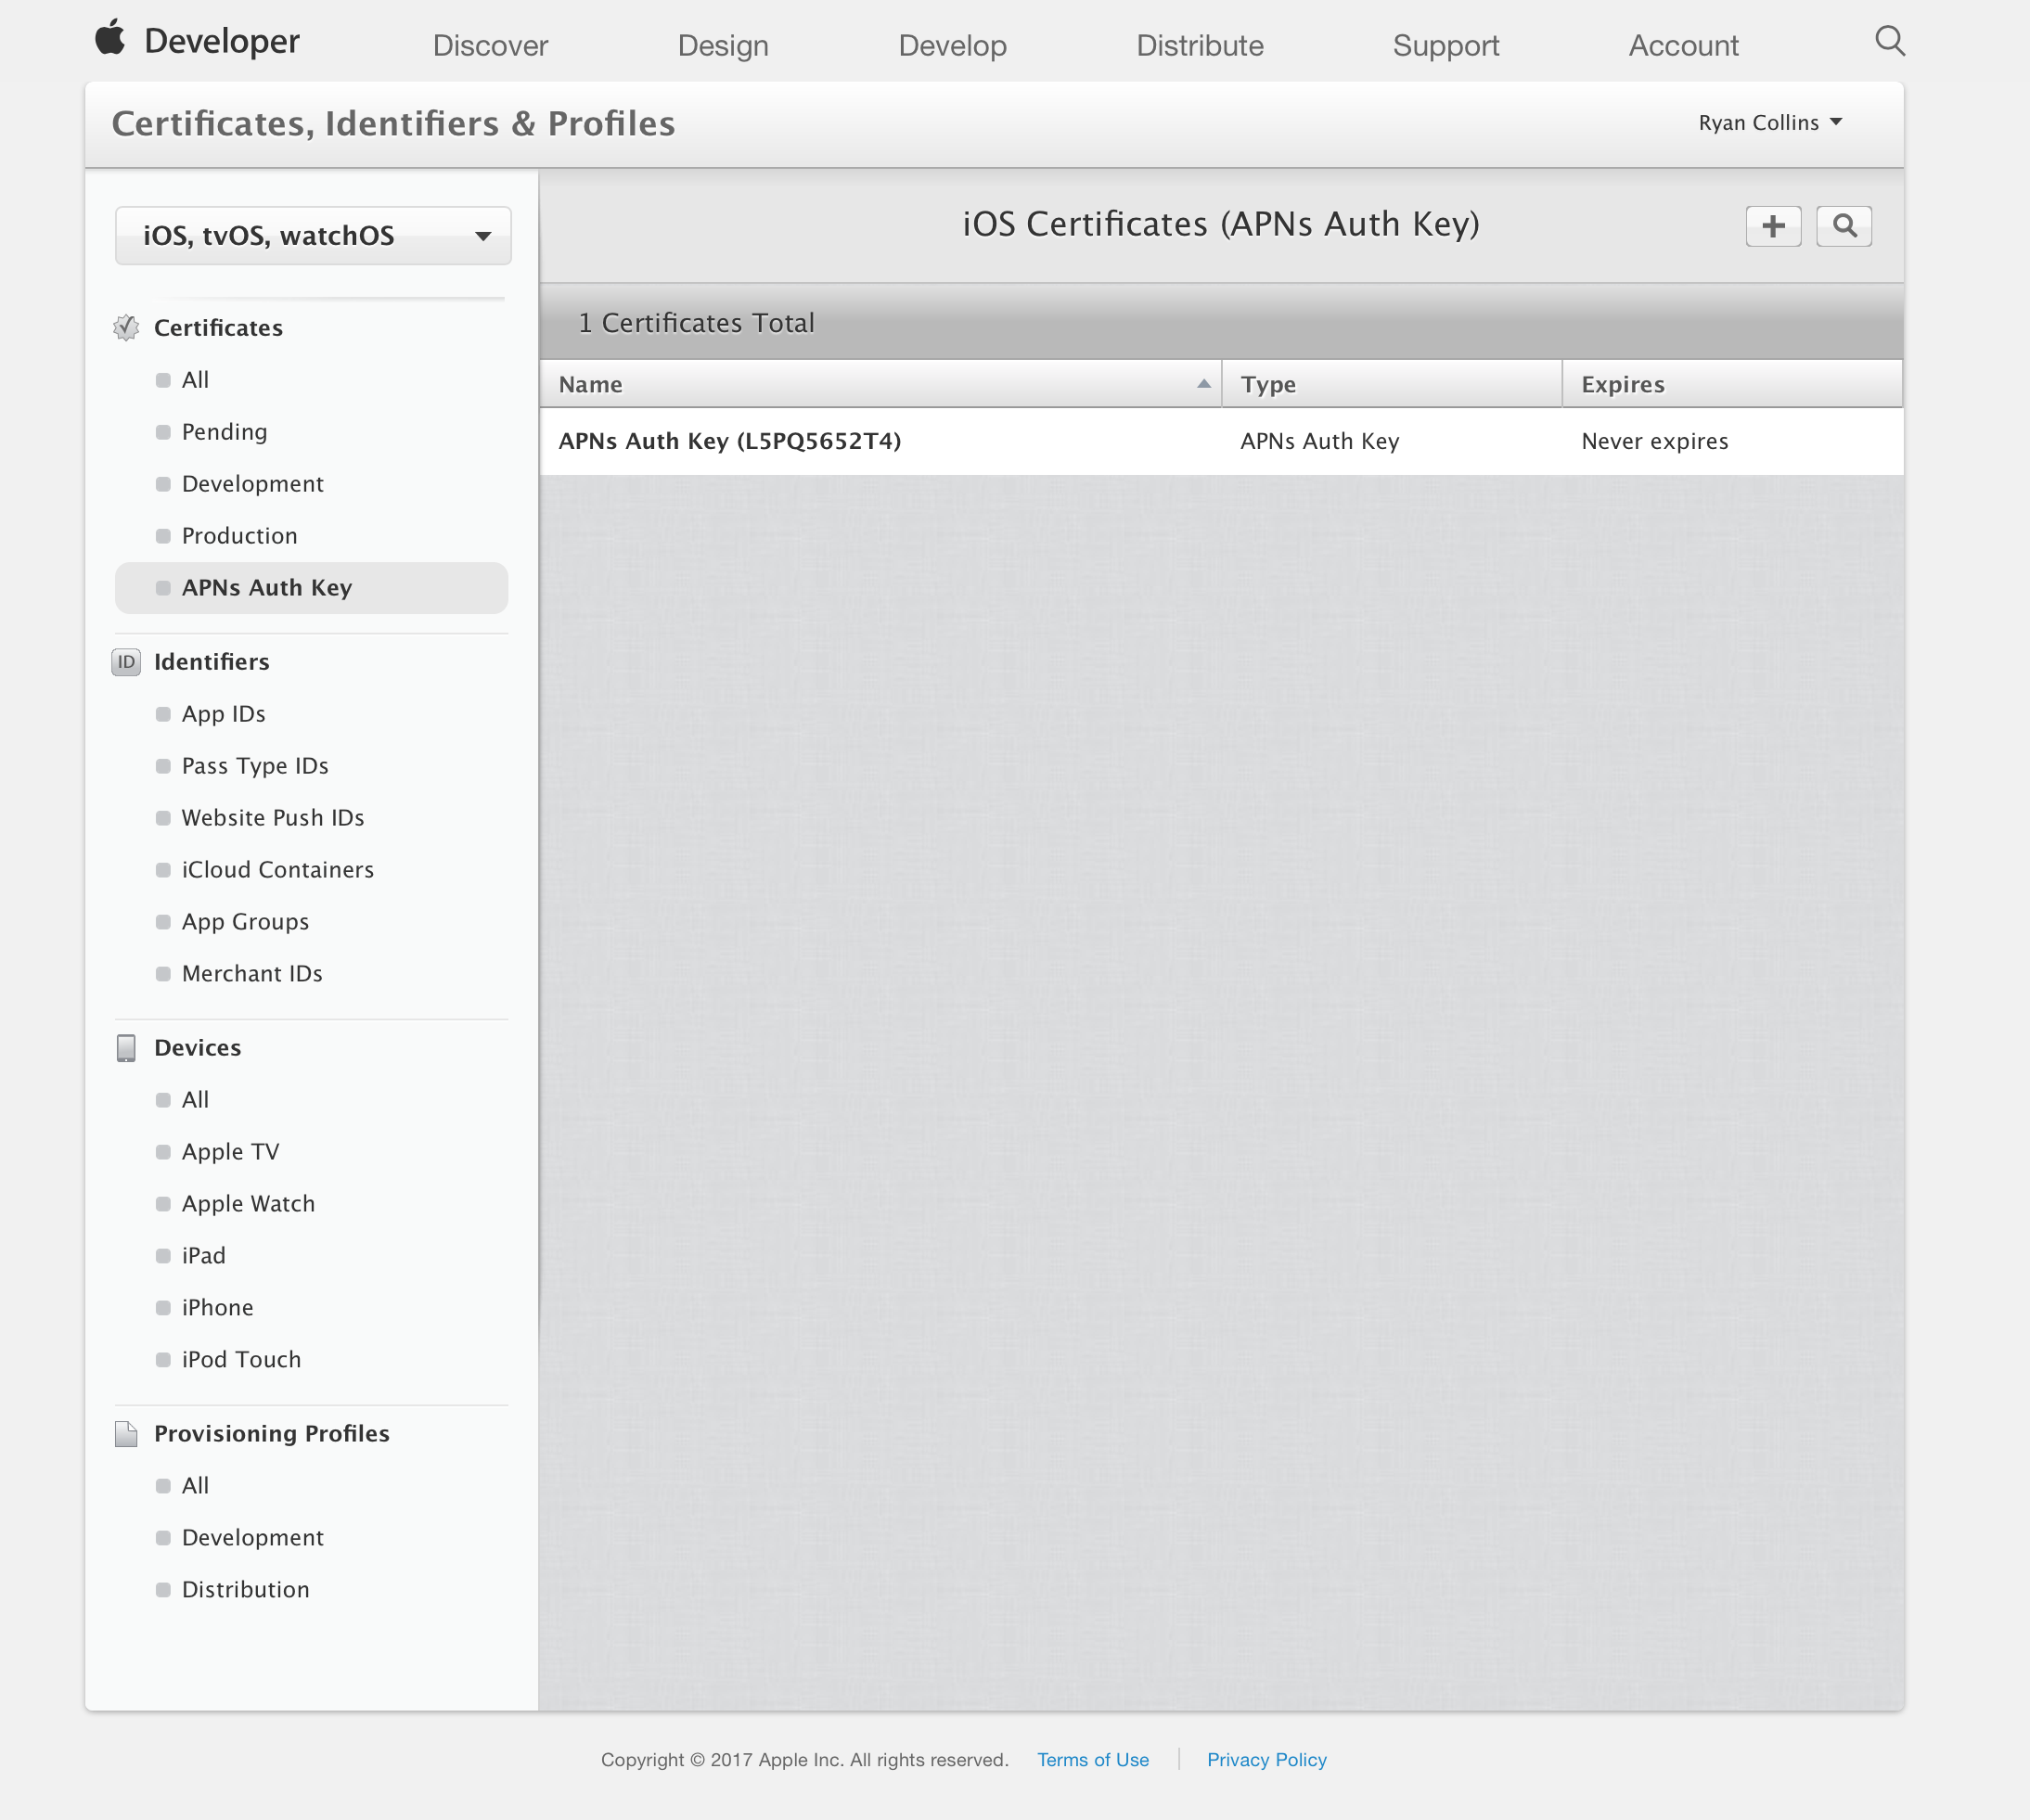 Developer
Discover
Design
Develop
Distribute
Support
Account
Certificates, Identifiers & Profiles
Ryan Collins
iOS, tvOS, watchOS
Certificates
All
Pending
Development
Production
APNs Auth Key
ID Identifiers
App IDs
Pass Type IDs
Website Push IDs
iCloud Containers
App Groups
Merchant IDs
Devices
All
Apple TV
Apple Watch
iPad
iPhone
iPod Touch
Provisioning Profiles
All
Development
Distribution
iOS Certificates (APNs Auth Key)
1 Certificates Total
Name Type Expires
APNs Auth Key (L5PQ5652T4) APNs Auth Key Never expires
Copyright © 2017 Apple Inc. All rights reserved. Terms of Use Privacy Policy